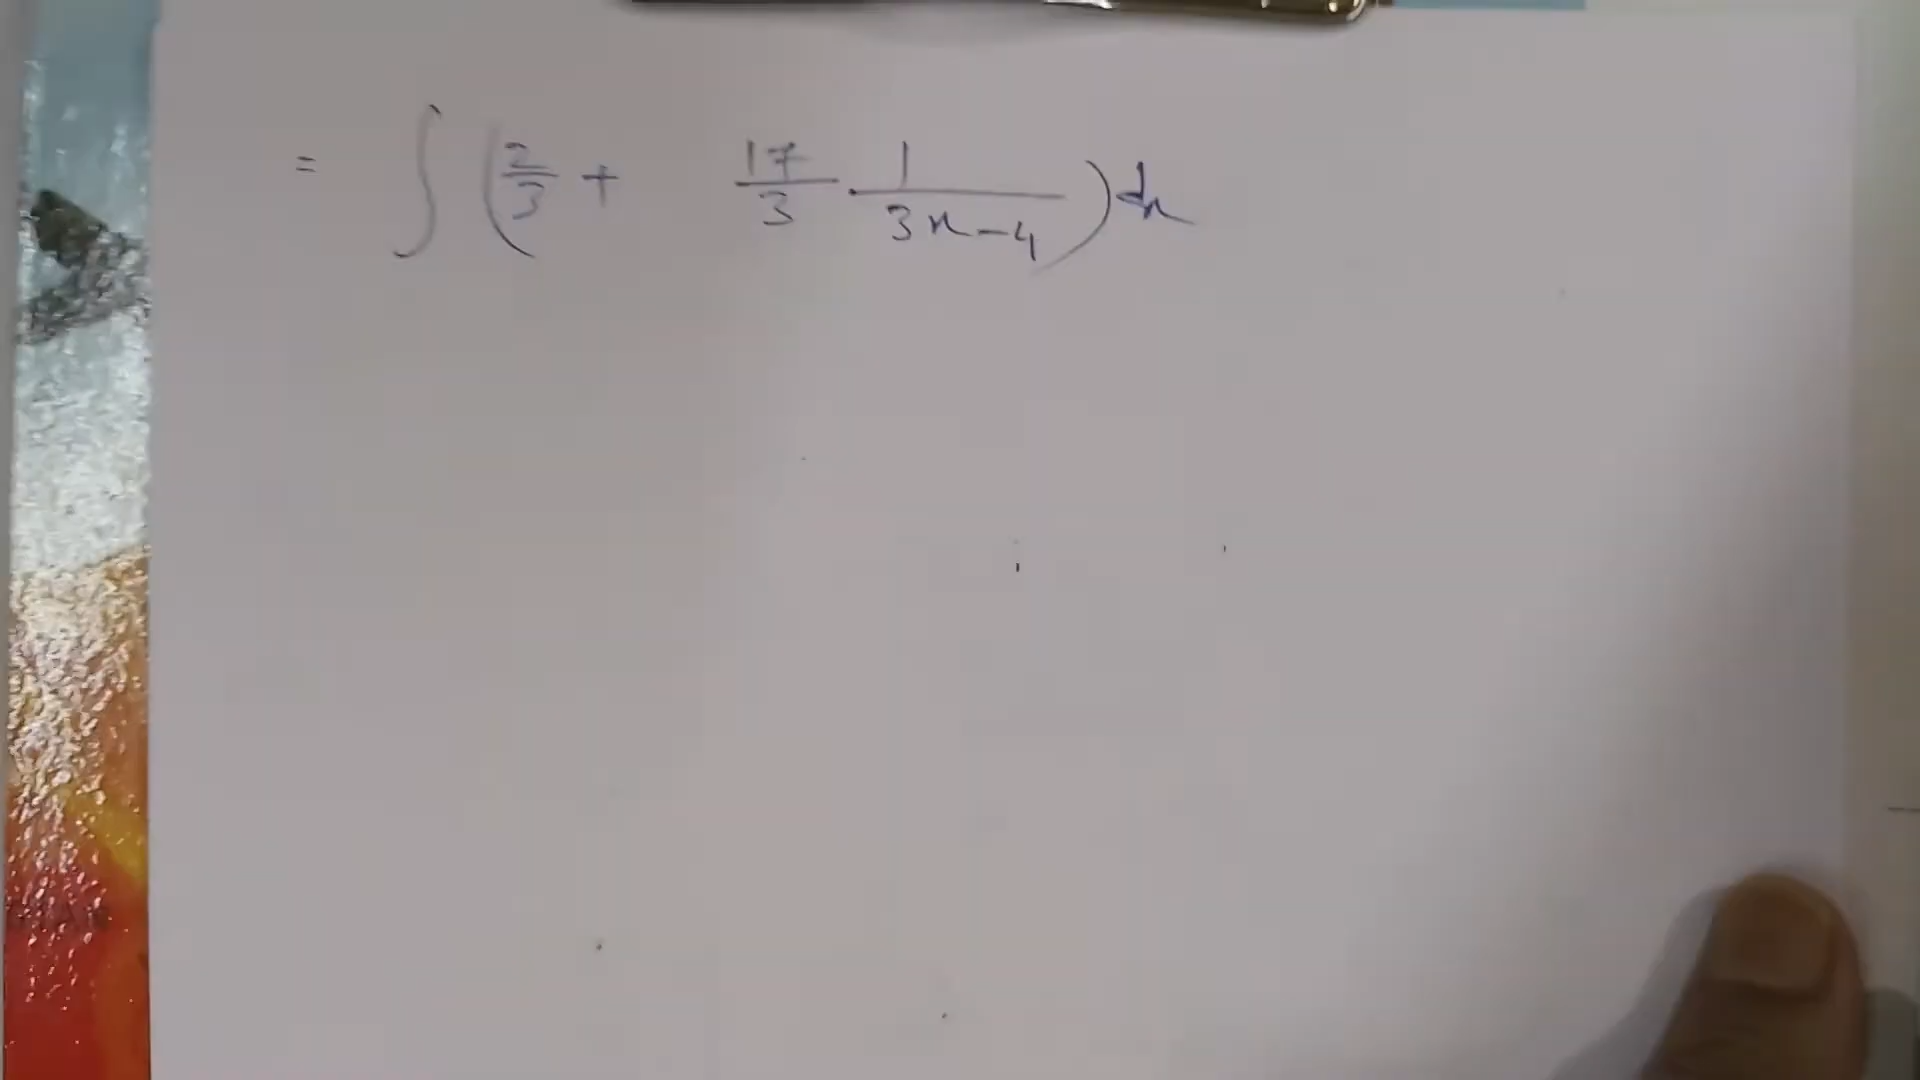 = ∫ (2/3 + 17/3 1/(3x-4)) dx